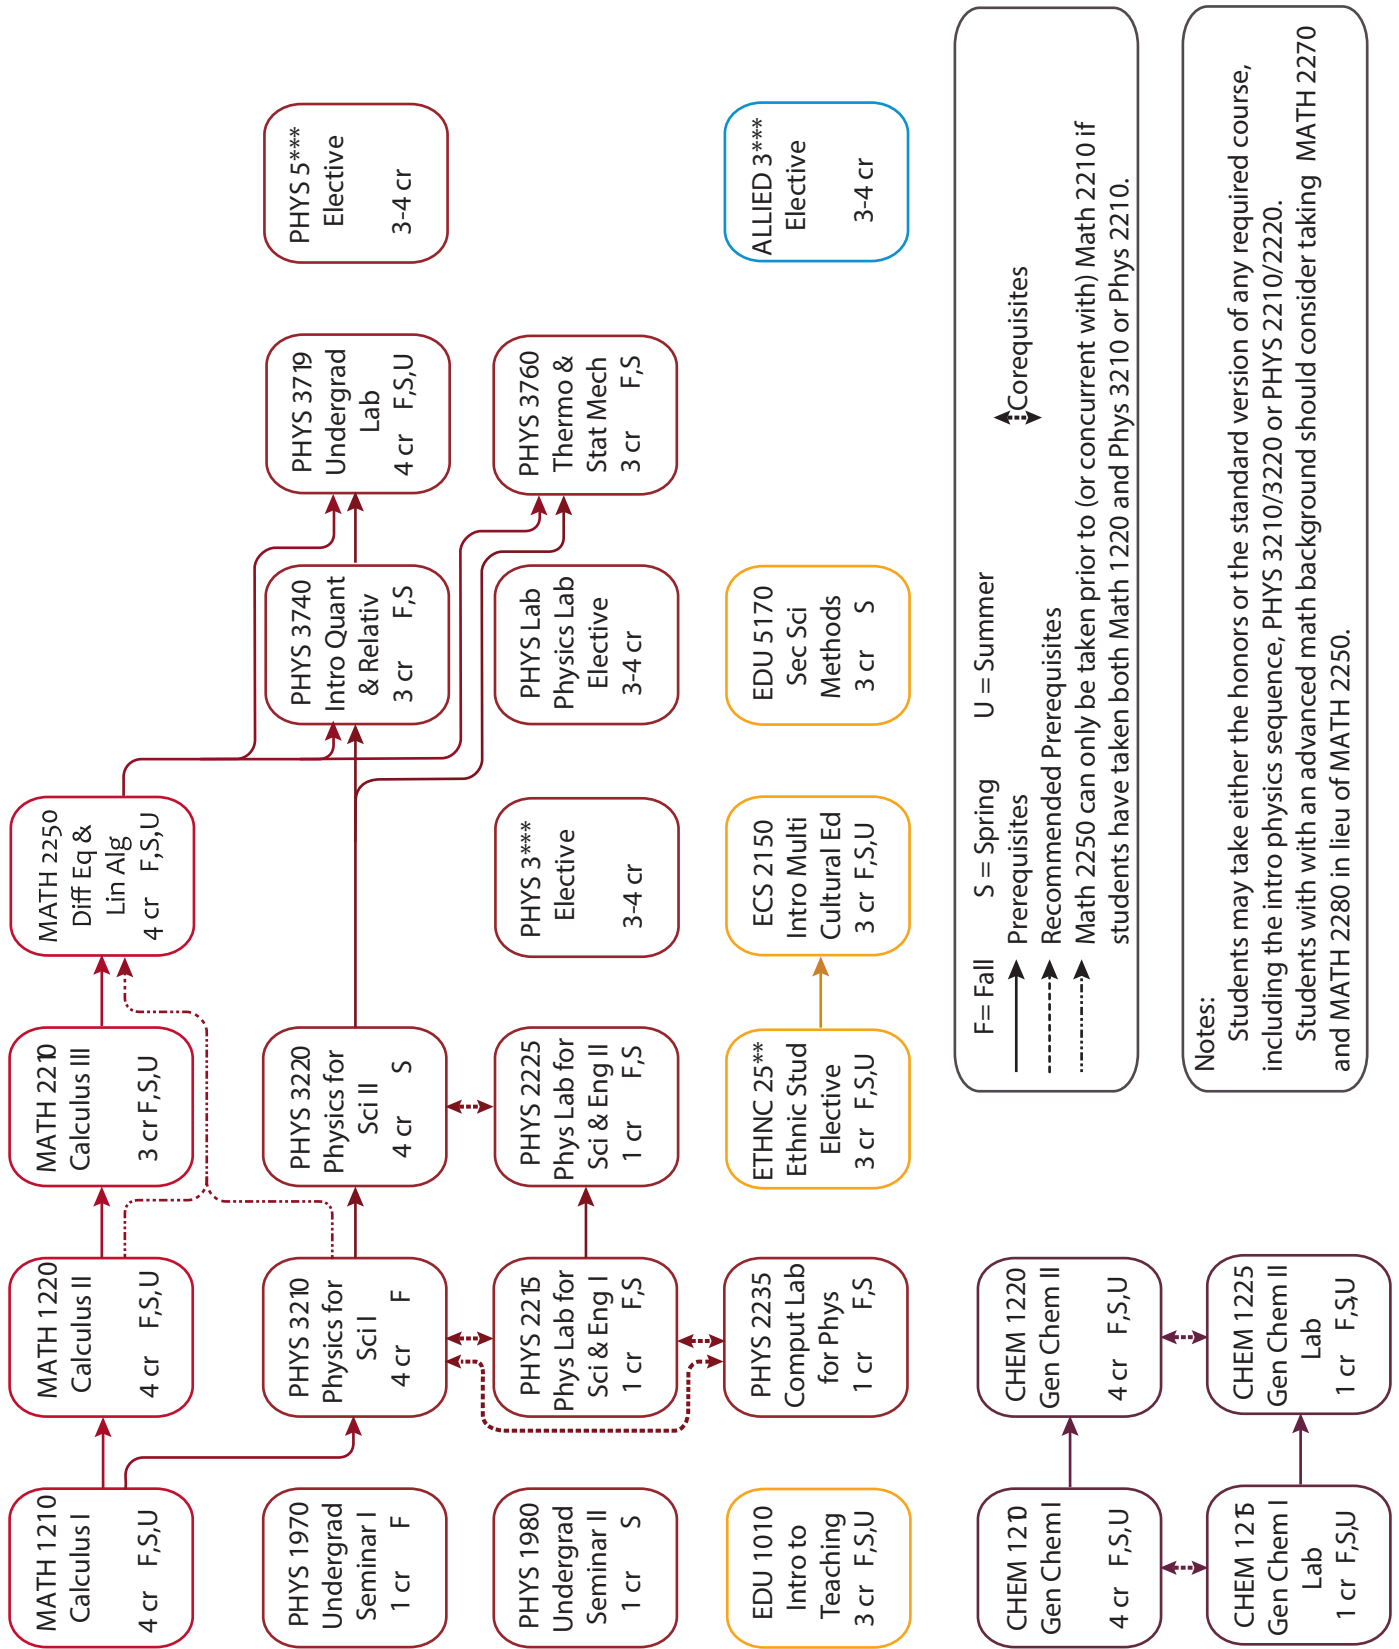 MATH 1210
Calculus I
4 cr F,S,U
MATH 1220
Calculus II
4 cr F,S,U
MATH 2210
Calculus III
3 cr F,S,U
MATH 2250
Diff Eq &
Lin Alg
4 cr F,S,U
PHYS 1970
Undergrad
Seminar I
1 cr F
PHYS 3210
Physics for
Sci I
4 cr F
PHYS 3220
Physics for
Sci II
4 cr S
PHYS 3740
Intro Quant
& Relativ
3 cr F,S
PHYS 3719
Undergrad
Lab
4 cr F,S,U
PHYS 5***
Elective
3-4 cr
PHYS 1980
Undergrad
Seminar II
1 cr S
PHYS 2215
Phys Lab for
Sci & Eng I
1 cr F,S
PHYS 2225
Phys Lab for
Sci & Eng II
1 cr F,S
PHYS 3***
Elective
3-4 cr
PHYS Lab
Physics Lab
Elective
3-4 cr
PHYS 3760
Thermo &
Stat Mech
3 cr F,S
EDU 1010
Intro to
Teaching
3 cr F,S,U
PHYS 2235
Comput Lab
for Phys
1 cr F,S
ETHNC 25**
Ethnic Stud
Elective
3 cr F,S,U
ECS 2150
Intro Multi
Cultural Ed
3 cr F,S,U
EDU 5170
Sec Sci
Methods
3 cr S
ALLIED 3***
Elective
3-4 cr
CHEM 1210
Gen Chem I
4 cr F,S,U
CHEM 1220
Gen Chem II
4 cr F,S,U
CHEM 1215
Gen Chem I
Lab
1 cr F,S,U
CHEM 1225
Gen Chem II
Lab
1 cr F,S,U
F= Fall S = Spring U = Summer
Prerequisites Corequisites
Recommended Prerequisites
Math 2250 can only be taken prior to (or concurrent with) Math 2210 if
students have taken both Math 1220 and Phys 3210 or Phys 2210.
Notes:
Students may take either the honors or the standard version of any required course,
including the intro physics sequence, PHYS 3210/3220 or PHYS 2210/2220.
Students with with an advanced math background should consider taking MATH 2270
and MATH 2280 in lieu of MATH 2250.